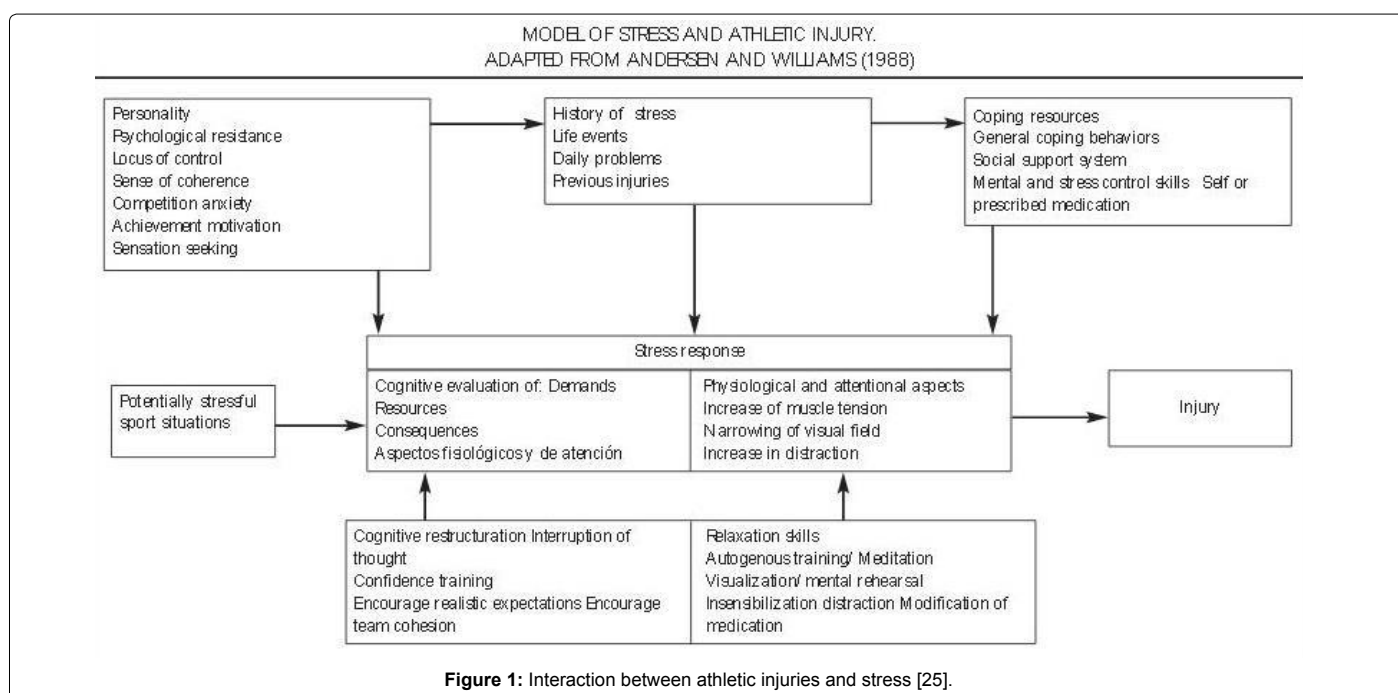 MODEL OF STRESS AND ATHLETIC INJURY.
ADAPTED FROM ANDERSEN AND WILLIAMS (1988)
Personality
Psychological resistance
Locus of control
Sense of coherence
Competition anxiety
Achievement motivation
Sensation seeking
History of stress
Life events
Daily problems
Previous injuries
Coping resources
General coping behaviors
Social support system
Mental and stress control skills Self or
prescribed medication
Stress response
Potentially stressful
sport situations
Cognitive evaluation of: Demands
Resources
Consequences
Aspectos fisiológicos y de atención
Physiological and attentional aspects
Increase of muscle tension
Narrowing of visual field
Increase in distraction
Injury
Cognitive restructuration Interruption of
thought
Confidence training
Encourage realistic expectations Encourage
team cohesion
Relaxation skills
Autogenous training/ Meditation
Visualization/ mental rehearsal
Insensibilization distraction Modification of
medication
Figure 1: Interaction between athletic injuries and stress [25].